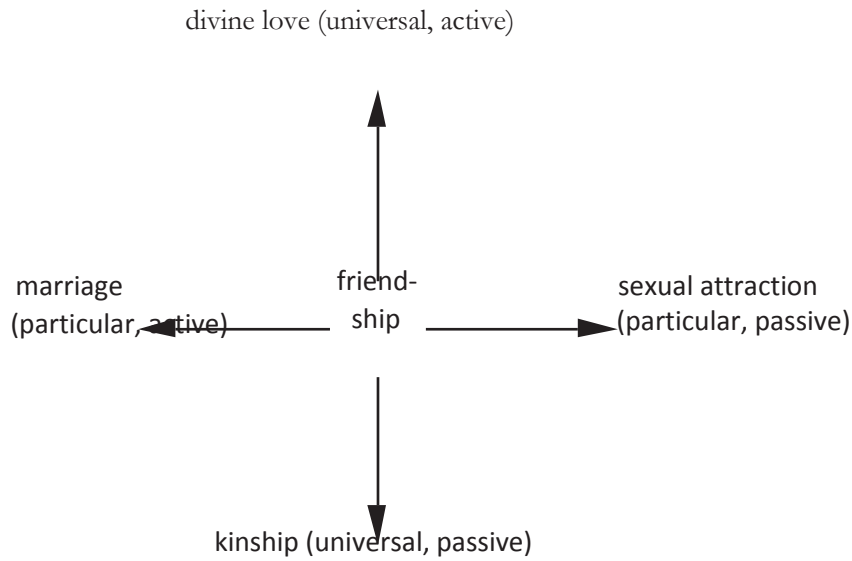 divine love (universal, active)
marriage
(particular, active)
friend-
ship
sexual attraction
(particular, passive)
kinship (universal, passive)